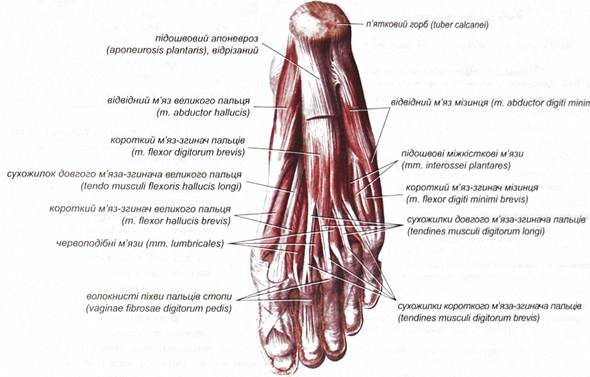 підошвовий апоневроз
(aponeurosis plantaris), відрізаний
п'ятковий горб (tuber calcanei)
відвідний м'яз великого пальця
(m. abductor hallucis)
відвідний м'яз мізинця (m. abductor digiti minim
короткий м'яз-згинач пальців
(m. flexor digitorum brevis)
підошвові міжкісткові м'язи
(mm. interossei plantares)
сухожилок довгого м'яза-згинача великого пальця
(tendo musculi flexoris hallucis longi)
короткий м'яз-згинач мізинця
(m. flexor digiti minimi brevis)
короткий м'яз-згинач великого пальця
(m. flexor hallucis brevis)
сухожилки довгого м'яза-згинача пальців
(tendines musculi digitorum longi)
червоподібні м'язи (mm. lumbricales)
волокнисті піхви пальців стопи
(vaginae fibrosae digitorum pedis)
сухожилки короткого м'яза-згинача пальців
(tendines musculi digitorum brevis)